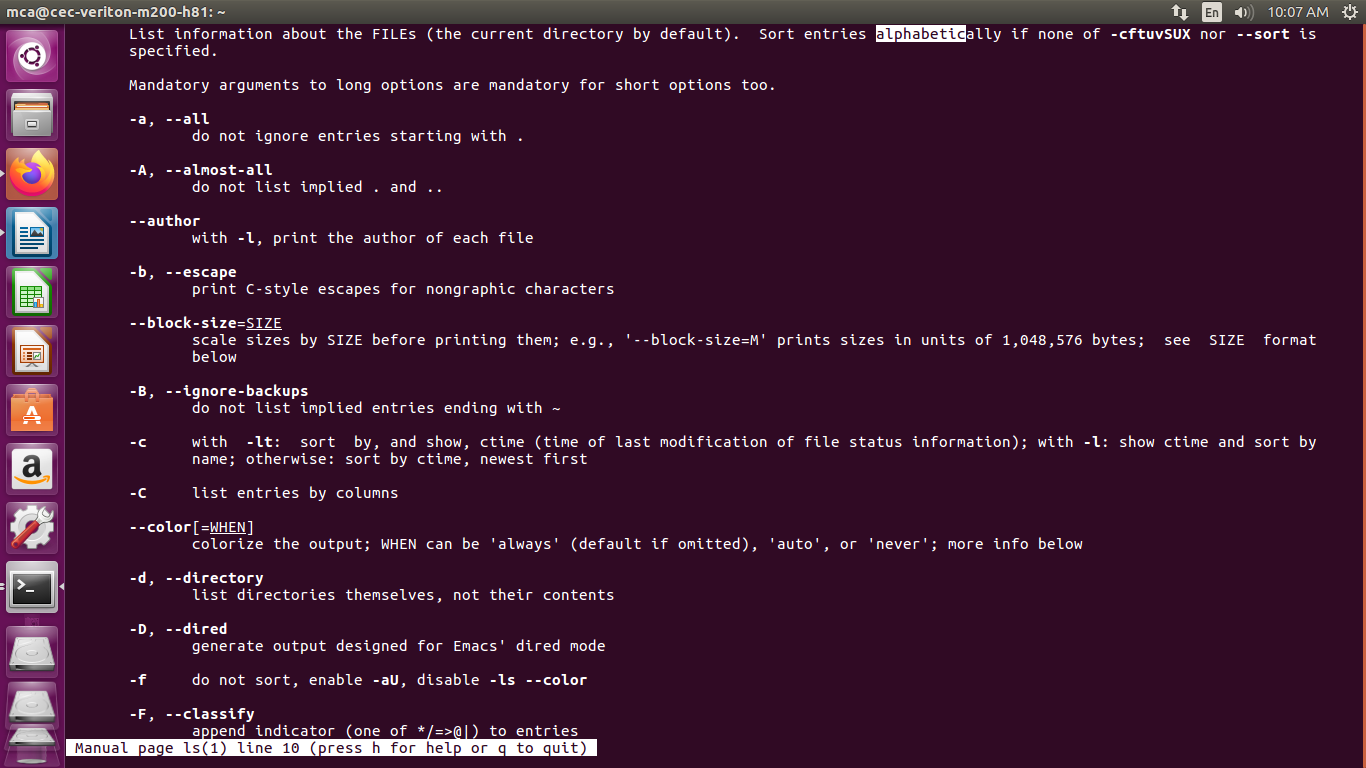 mca@cec-veriton-m200-h81: ~
En
10:07 AM
List information about the FILEs (the current directory by default).  Sort entries alphabetically if none of -cftuvSUX nor --sort is
specified.
Mandatory arguments to long options are mandatory for short options too.
-a, --all
do not ignore entries starting with .
-A, --almost-all
do not list implied . and ..
--author
with -l, print the author of each file
-b, --escape
print C-style escapes for nongraphic characters
--block-size=SIZE
scale sizes by SIZE before printing them; e.g., '--block-size=M' prints sizes in units of 1,048,576 bytes;  see  SIZE  format
below
-B, --ignore-backups
do not list implied entries ending with ~
-c     with  -lt:  sort  by, and show, ctime (time of last modification of file status information); with -l: show ctime and sort by
name; otherwise: sort by ctime, newest first
-C     list entries by columns
--color[=WHEN]
colorize the output; WHEN can be 'always' (default if omitted), 'auto', or 'never'; more info below
-d, --directory
list directories themselves, not their contents
-D, --dired
generate output designed for Emacs' dired mode
-f     do not sort, enable -aU, disable -ls --color
-F, --classify
append indicator (one of */=>@|) to entries
Manual page ls(1) line 10 (press h for help or q to quit)